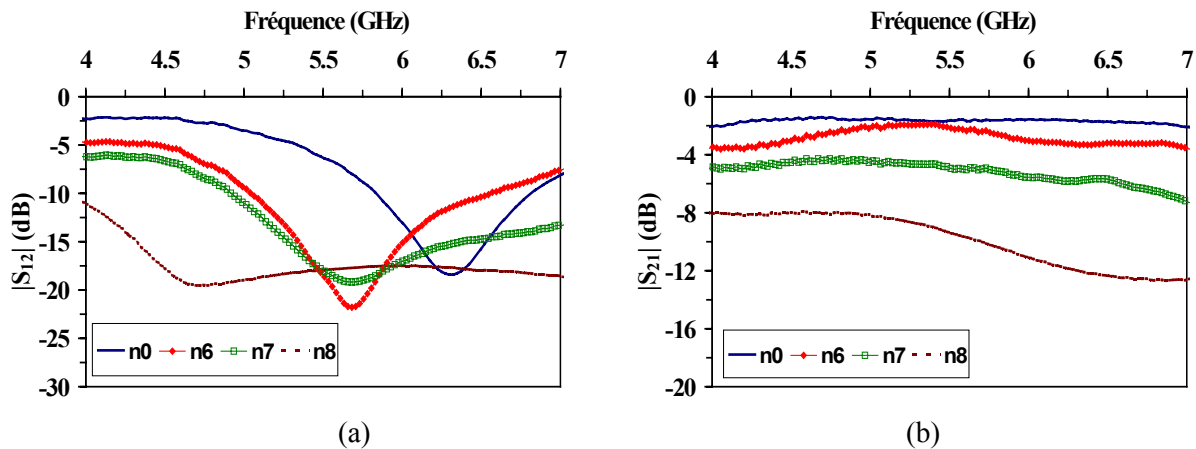 Fréquence (GHz)
4 4.5 5 5.5 6 6.5 7
0
-5
-10
-15
-20
-25
-30
|S12| (dB)
n0 n6 n7 n8
(a)
Fréquence (GHz)
4 4.5 5 5.5 6 6.5 7
0
-4
-8
-12
-16
-20
|S21| (dB)
n0 n6 n7 n8
(b)